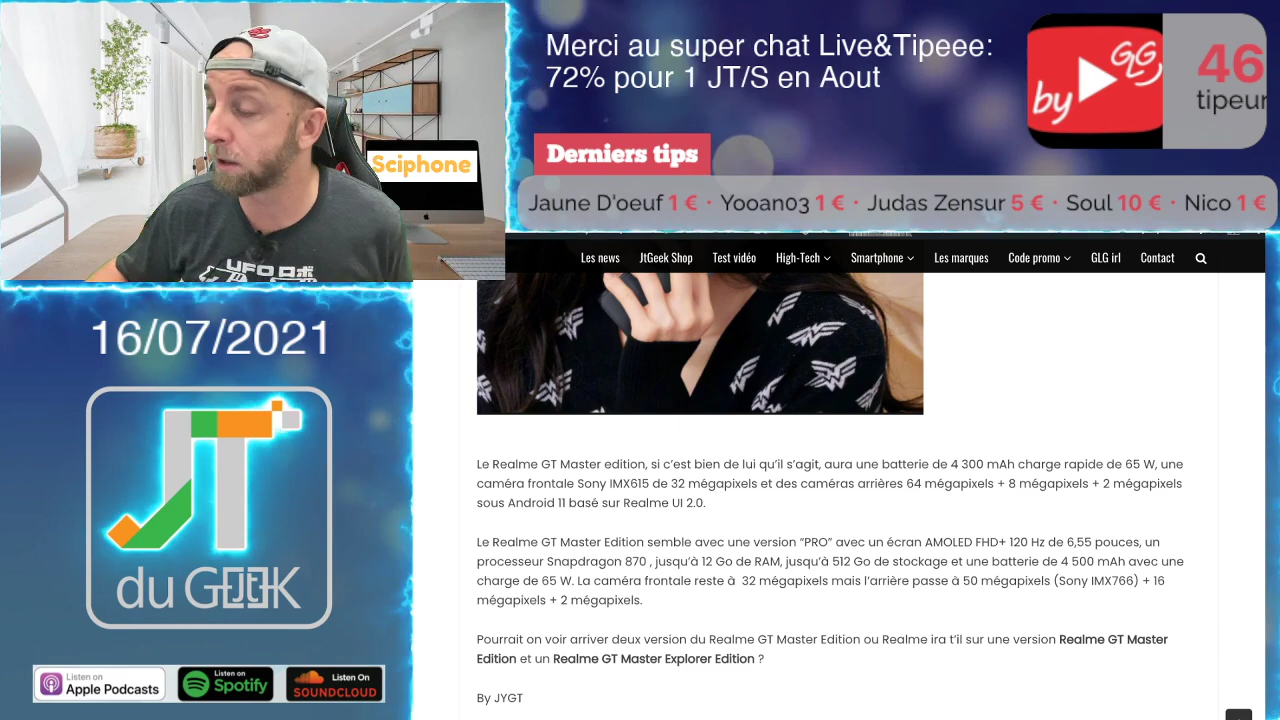 Sciphone
UFO ロボ
Merci au super chat Live&Tipeee:
72% pour 1 JT/S en Aout
by GLG
46
tipeur
Derniers tips
Jaune D'oeuf 1 € · Yooan03 1 € · Judas Zensur 5 € · Soul 10 € · Nico 1 €
Les news JtGeek Shop Test vidéo High-Tech Smartphone Les marques Code promo GLG irl Contact
16/07/2021
JT
du GEEK
Jt
Listen on
Apple Podcasts
Listen on
Spotify
Listen On
SOUNDCLOUD
Le Realme GT Master edition, si c'est bien de lui qu'il s'agit, aura une batterie de 4 300 mAh charge rapide de 65 W, une
caméra frontale Sony IMX615 de 32 mégapixels et des caméras arrières 64 mégapixels + 8 mégapixels + 2 mégapixels
sous Android 11 basé sur Realme UI 2.0.
Le Realme GT Master Edition semble avec une version "PRO" avec un écran AMOLED FHD+ 120 Hz de 6,55 pouces, un
processeur Snapdragon 870 , jusqu'à 12 Go de RAM, jusqu'à 512 Go de stockage et une batterie de 4 500 mAh avec une
charge de 65 W. La caméra frontale reste à 32 mégapixels mais l'arrière passe à 50 mégapixels (Sony IMX766) + 16
mégapixels + 2 mégapixels.
Pourrait on voir arriver deux version du Realme GT Master Edition ou Realme ira t'il sur une version Realme GT Master
Edition et un Realme GT Master Explorer Edition ?
By JYGT